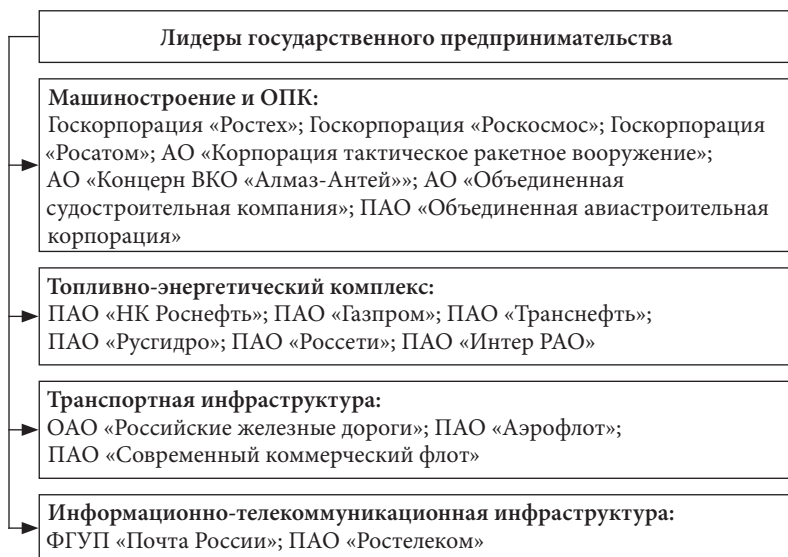 Лидеры государственного предпринимательства
Машиностроение и ОПК:
Госкорпорация «Ростех»; Госкорпорация «Роскосмос»; Госкорпорация
«Росатом»; АО «Корпорация тактическое ракетное вооружение»;
АО «Концерн ВКО «Алмаз-Антей»»; АО «Объединенная
судостроительная компания»; ПАО «Объединенная авиастроительная
корпорация»
Топливно-энергетический комплекс:
ПАО «НК Роснефть»; ПАО «Газпром»; ПАО «Транснефть»;
ПАО «Русгидро»; ПАО «Россети»; ПАО «Интер РАО»
Транспортная инфраструктура:
ОАО «Российские железные дороги»; ПАО «Аэрофлот»;
ПАО «Современный коммерческий флот»
Информационно-телекоммуникационная инфраструктура:
ФГУП «Почта России»; ПАО «Ростелеком»